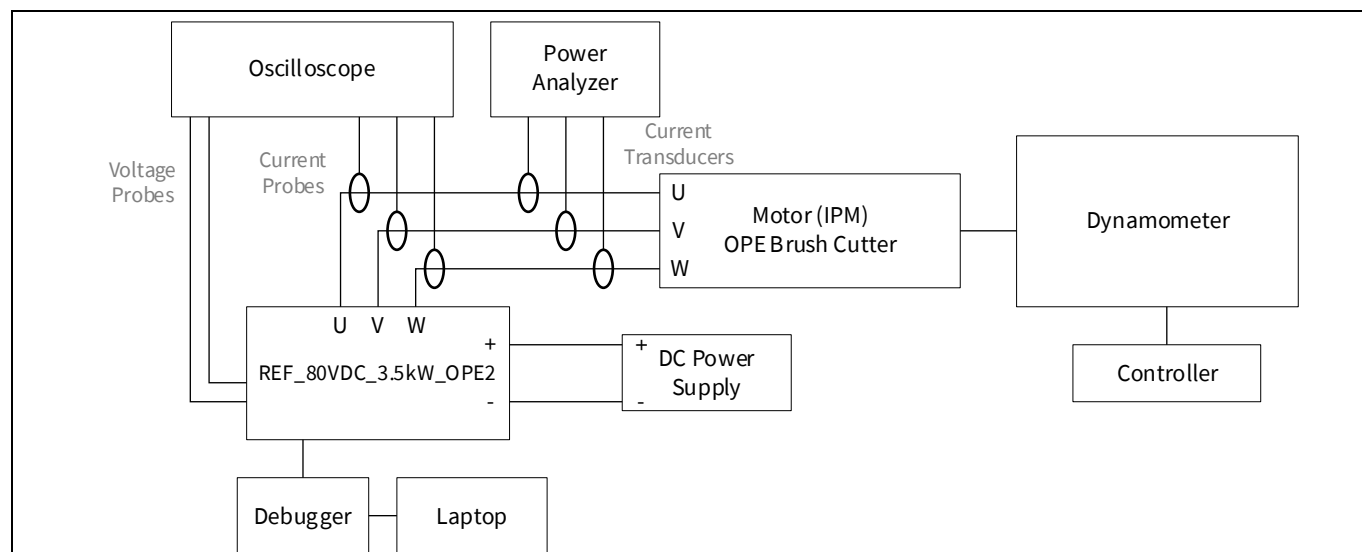 Oscilloscope
Power
Analyzer
Voltage
Probes
Current
Probes
Current
Transducers
U
V
W
Motor (IPM)
OPE Brush Cutter
Dynamometer
U V W
+
-
REF_80VDC_3.5kW_OPE2
+
-
DC Power
Supply
Controller
Debugger
Laptop